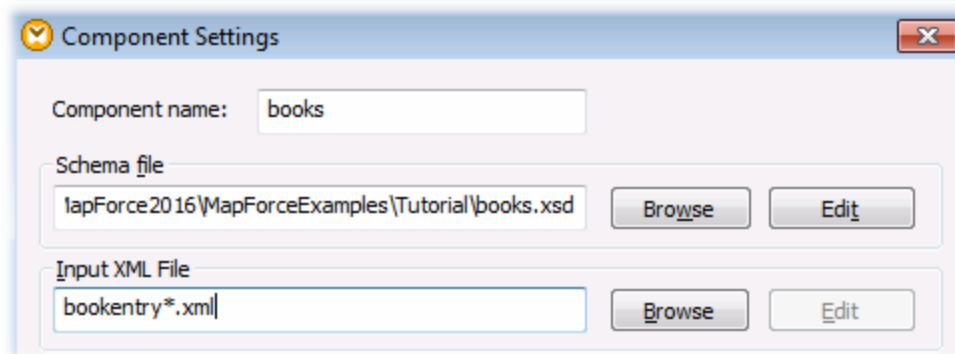 Component Settings
Component name: books
Schema file
MapForce2016\MapForceExamples\Tutorial\books.xsd Browse Edit
Input XML File
bookentry*.xml Browse Edit